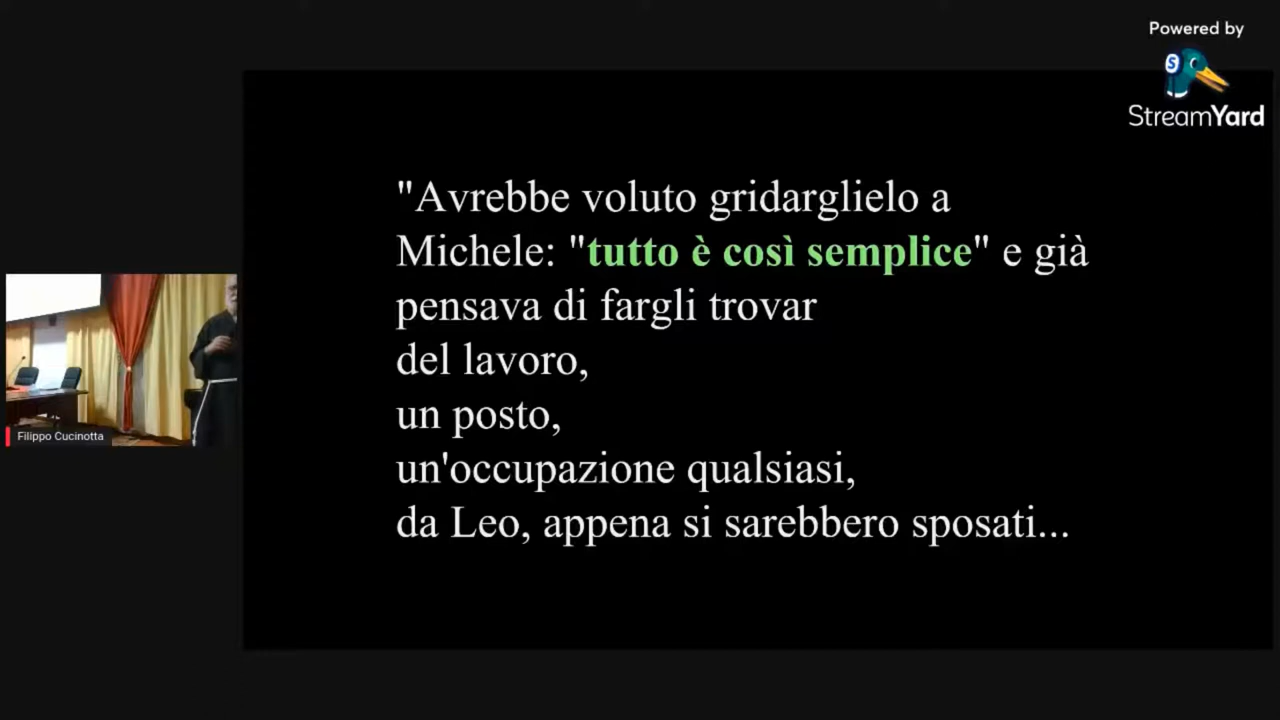 Powered by
S
StreamYard
"Avrebbe voluto gridarglielo a
Michele: "tutto è così semplice" e già
pensava di fargli trovar
del lavoro,
un posto,
un'occupazione qualsiasi,
da Leo, appena si sarebbero sposati...
Filippo Cucinotta